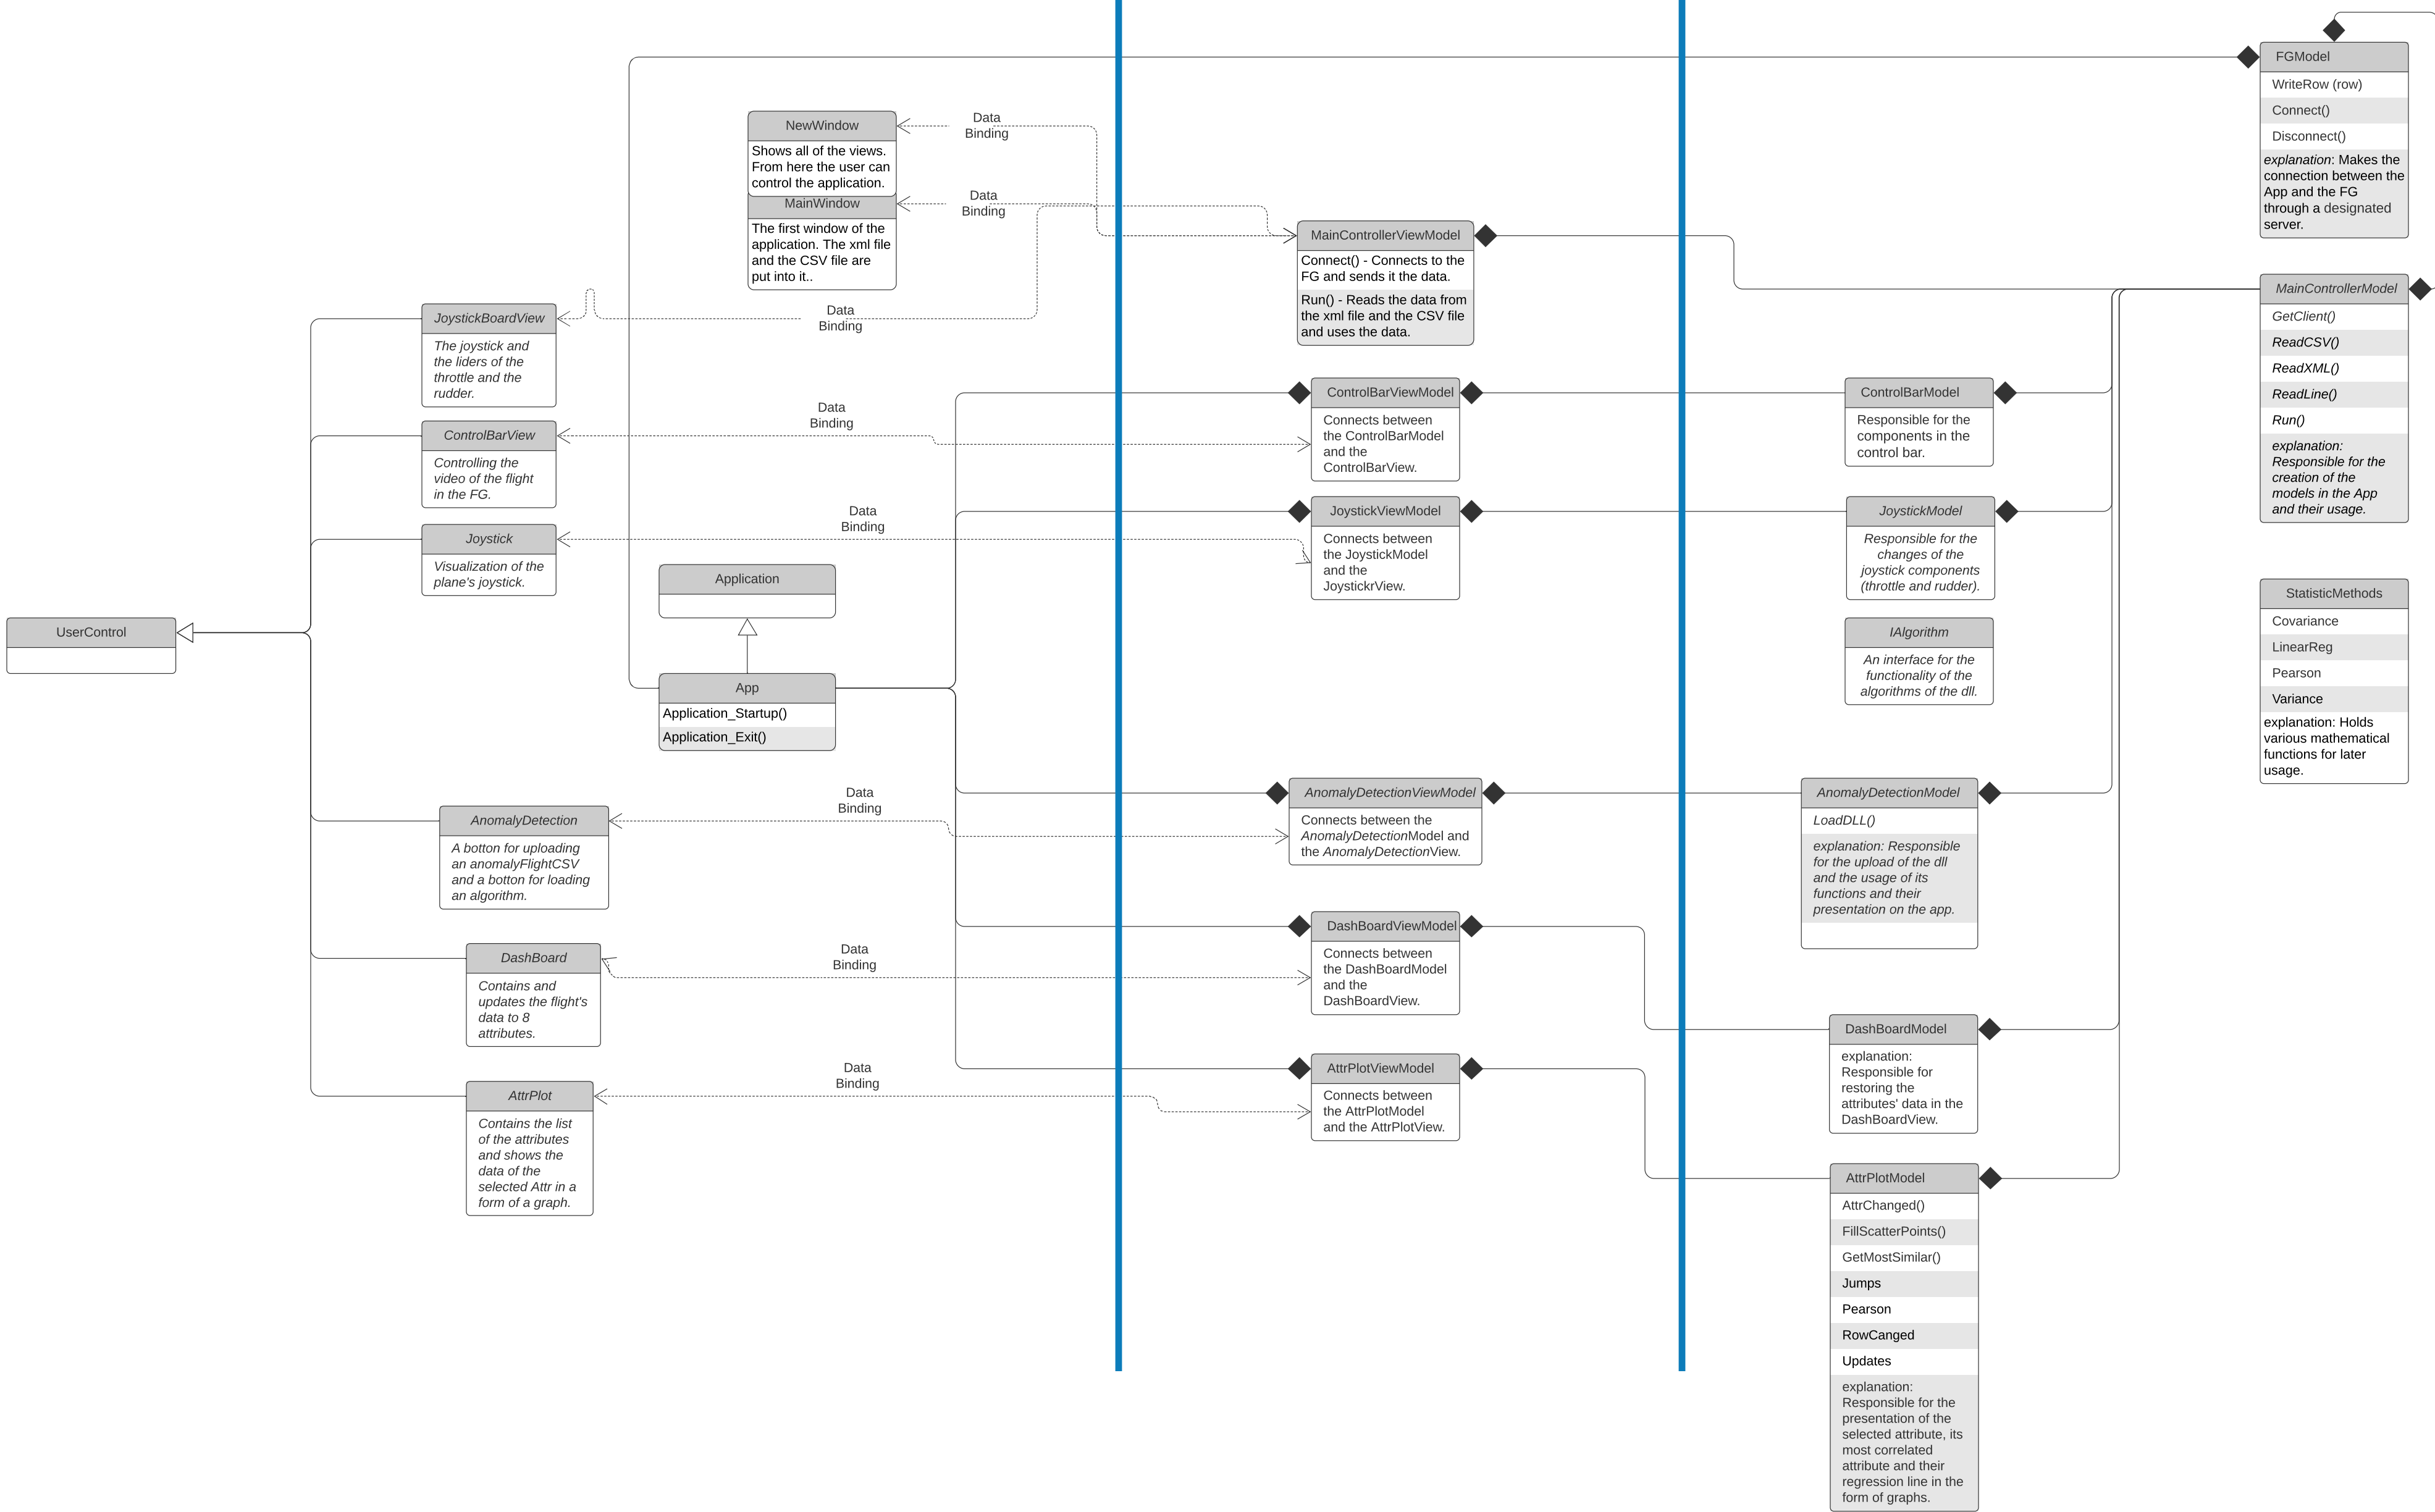 UserControl
JoystickBoardView
The joystick and
the liders of the
throttle and the
rudder.
ControlBarView
Controlling the
video of the flight
in the FG.
Joystick
Visualization of the
plane's joystick.
AnomalyDetection
A botton for uploading
an anomalyFlightCSV
and a botton for loading
an algorithm.
DashBoard
Contains and
updates the flight's
data to 8
attributes.
AttrPlot
Contains the list
of the attributes
and shows the
data of the
selected Attr in a
form of a graph.
NewWindow
Shows all of the views.
From here the user can
control the application.
MainWindow
The first window of the
application. The xml file
and the CSV file are
put into it..
Application
App
Application_Startup()
Application_Exit()
Data
Binding
Data
Binding
Data
Binding
Data
Binding
Data
Binding
Data
Binding
Data
Binding
Data
Binding
MainControllerViewModel
Connect() - Connects to the
FG and sends it the data.
Run() - Reads the data from
the xml file and the CSV file
and uses the data.
ControlBarViewModel
Connects between
the ControlBarModel
and the
ControlBarView.
JoystickViewModel
Connects between
the JoystickModel
and the
JoystickrView.
AnomalyDetectionViewModel
Connects between the
AnomalyDetectionModel and
the AnomalyDetectionView.
DashBoardViewModel
Connects between
the DashBoardModel
and the
DashBoardView.
AttrPlotViewModel
Connects between
the AttrPlotModel
and the AttrPlotView.
ControlBarModel
Responsible for the
components in the
control bar.
JoystickModel
Responsible for the
changes of the
joystick components
(throttle and rudder).
IAlgorithm
An interface for the
functionality of the
algorithms of the dll.
AnomalyDetectionModel
LoadDLL()
explanation: Responsible
for the upload of the dll
and the usage of its
functions and their
presentation on the app.
DashBoardModel
explanation:
Responsible for
restoring the
attributes' data in the
DashBoardView.
AttrPlotModel
AttrChanged()
FillScatterPoints()
GetMostSimilar()
Jumps
Pearson
RowCanged
Updates
explanation:
Responsible for the
presentation of the
selected attribute, its
most correlated
attribute and their
regression line in the
form of graphs.
FGModel
WriteRow (row)
Connect()
Disconnect()
explanation: Makes the
connection between the
App and the FG
through a designated
server.
MainControllerModel
GetClient()
ReadCSV()
ReadXML()
ReadLine()
Run()
explanation:
Responsible for the
creation of the
models in the App
and their usage.
StatisticMethods
Covariance
LinearReg
Pearson
Variance
explanation: Holds
various mathematical
functions for later
usage.